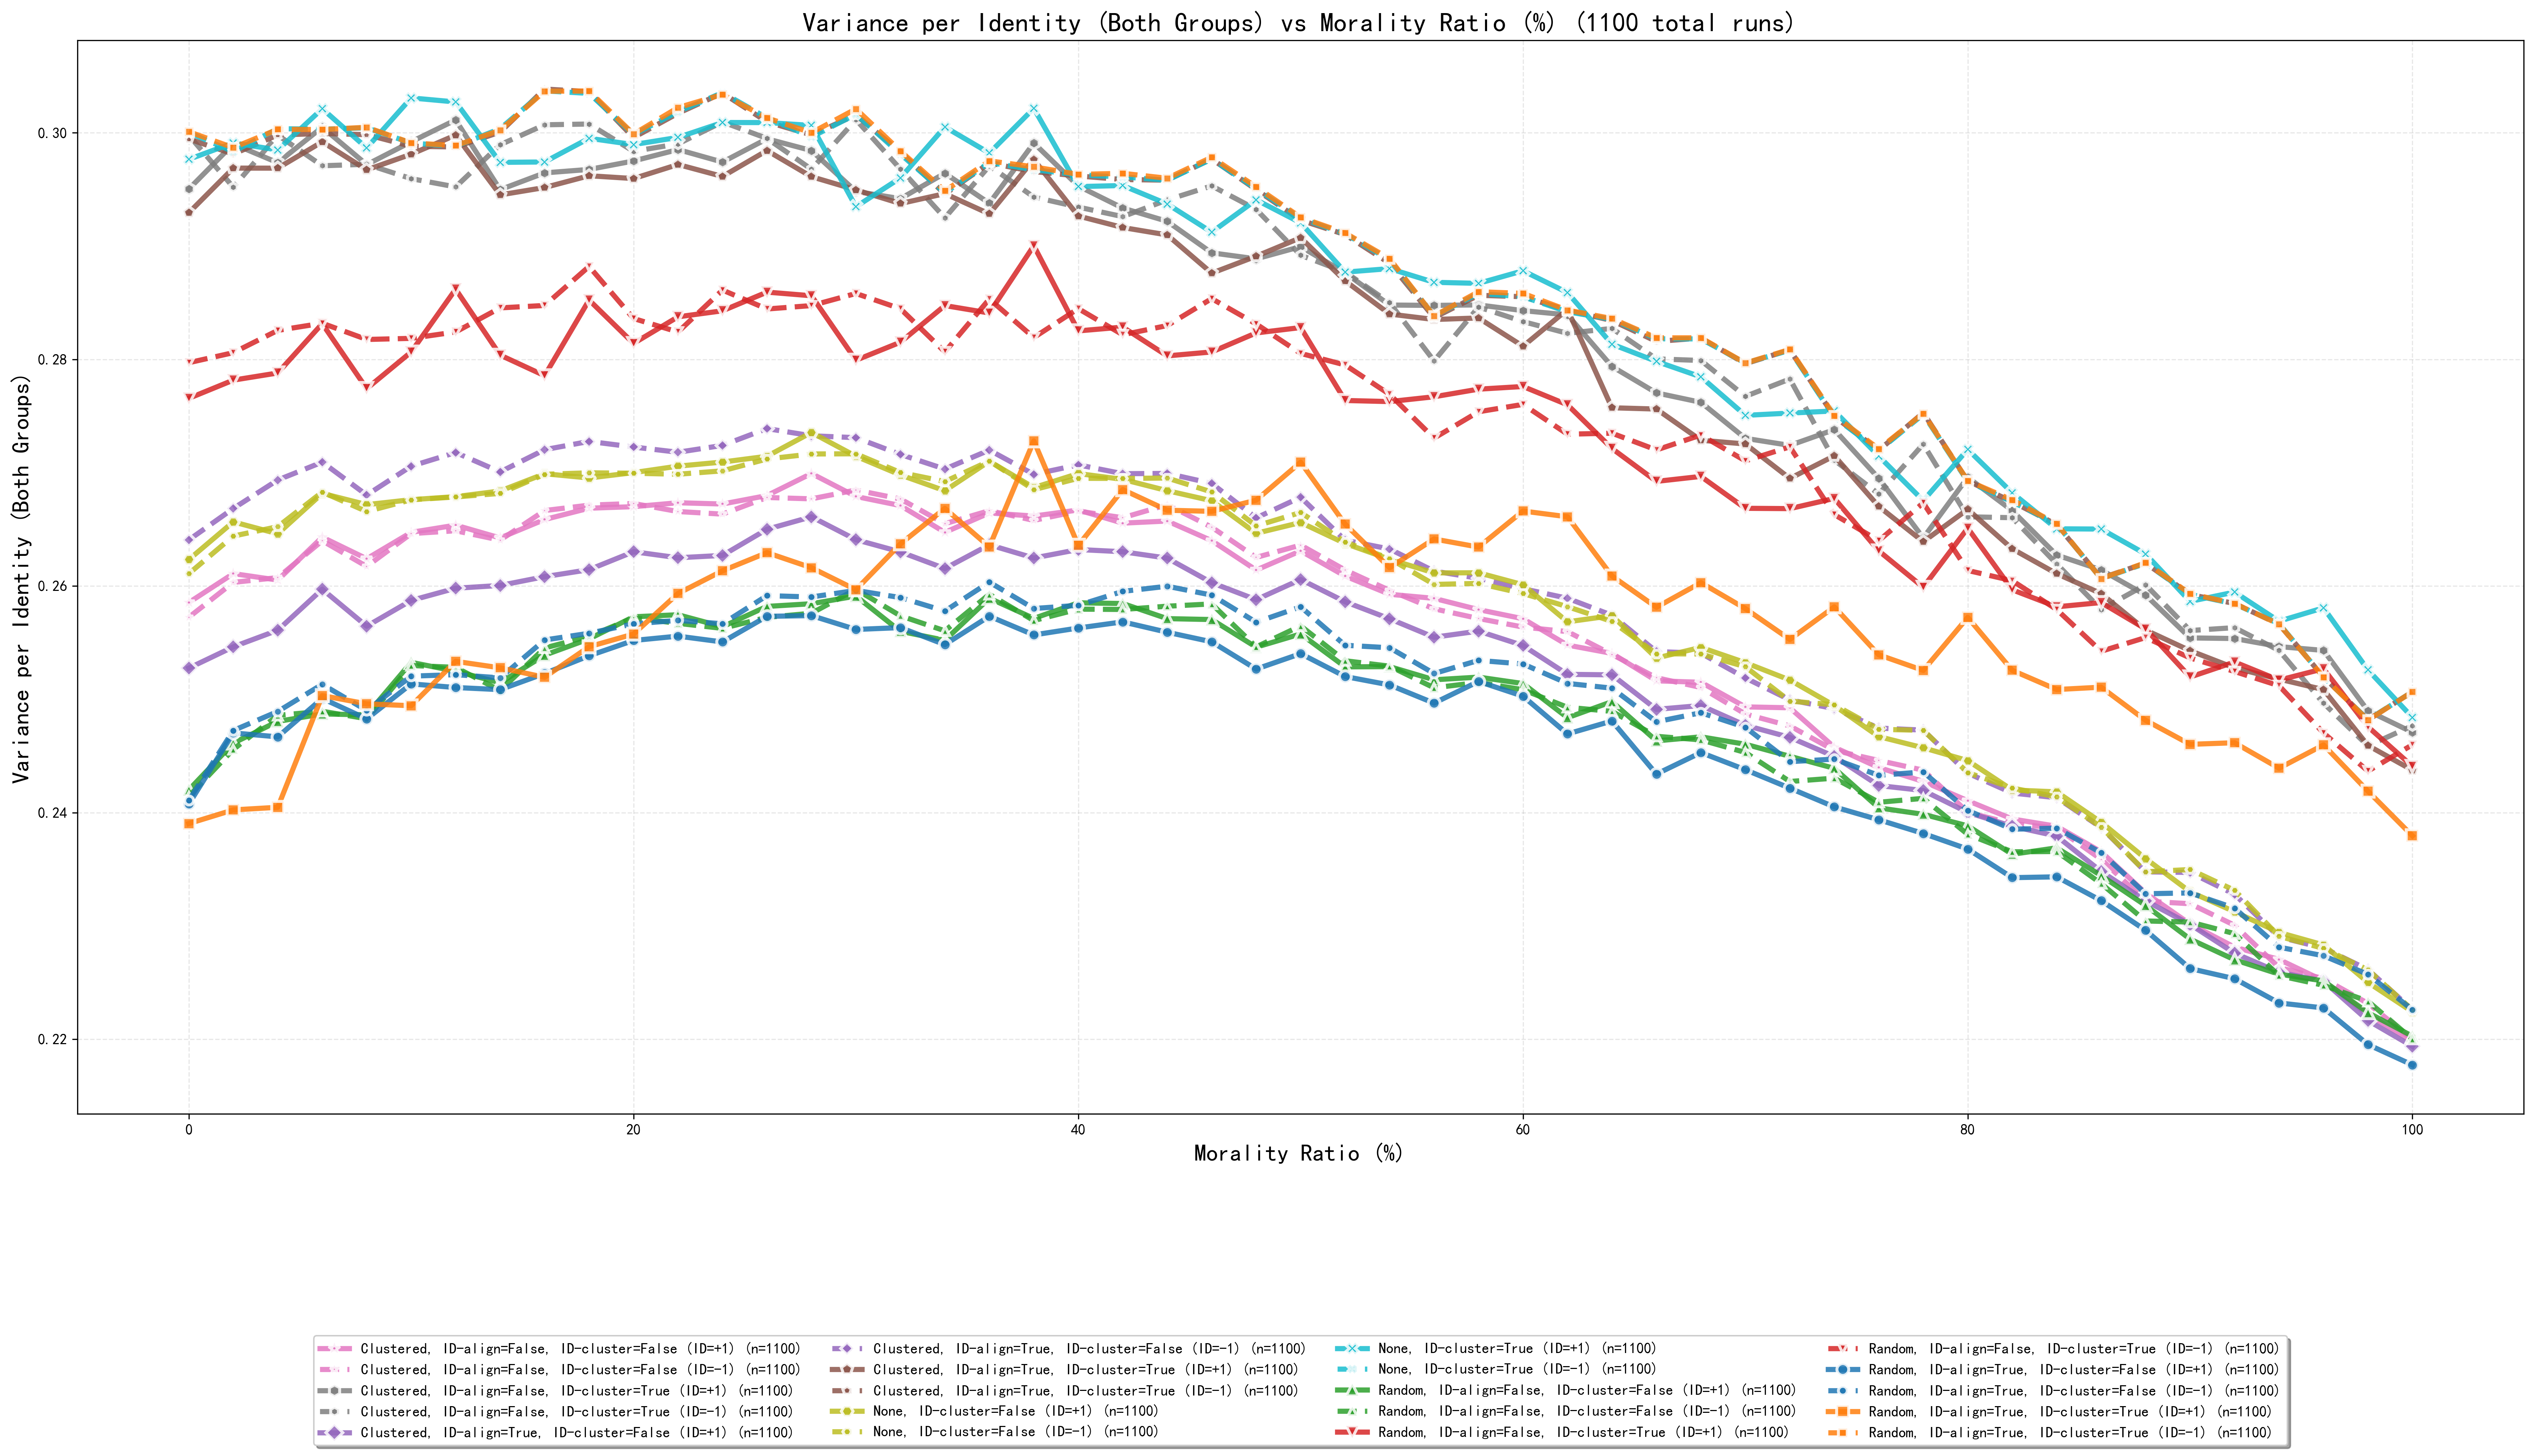 Variance per Identity (Both Groups) vs Morality Ratio (%) (1100 total runs)
Variance per Identity (Both Groups)
0.30
0.28
0.26
0.24
0.22
0
20
40
60
80
100
Morality Ratio (%)
Clustered, ID-align=False, ID-cluster=False (ID=+1) (n=1100)
Clustered, ID-align=False, ID-cluster=False (ID=-1) (n=1100)
Clustered, ID-align=False, ID-cluster=True (ID=+1) (n=1100)
Clustered, ID-align=False, ID-cluster=True (ID=-1) (n=1100)
Clustered, ID-align=True, ID-cluster=False (ID=+1) (n=1100)
Clustered, ID-align=True, ID-cluster=False (ID=-1) (n=1100)
Clustered, ID-align=True, ID-cluster=True (ID=+1) (n=1100)
Clustered, ID-align=True, ID-cluster=True (ID=-1) (n=1100)
None, ID-cluster=False (ID=+1) (n=1100)
None, ID-cluster=False (ID=-1) (n=1100)
None, ID-cluster=True (ID=+1) (n=1100)
None, ID-cluster=True (ID=-1) (n=1100)
Random, ID-align=False, ID-cluster=False (ID=+1) (n=1100)
Random, ID-align=False, ID-cluster=False (ID=-1) (n=1100)
Random, ID-align=False, ID-cluster=True (ID=+1) (n=1100)
Random, ID-align=False, ID-cluster=True (ID=-1) (n=1100)
Random, ID-align=True, ID-cluster=False (ID=+1) (n=1100)
Random, ID-align=True, ID-cluster=False (ID=-1) (n=1100)
Random, ID-align=True, ID-cluster=True (ID=+1) (n=1100)
Random, ID-align=True, ID-cluster=True (ID=-1) (n=1100)